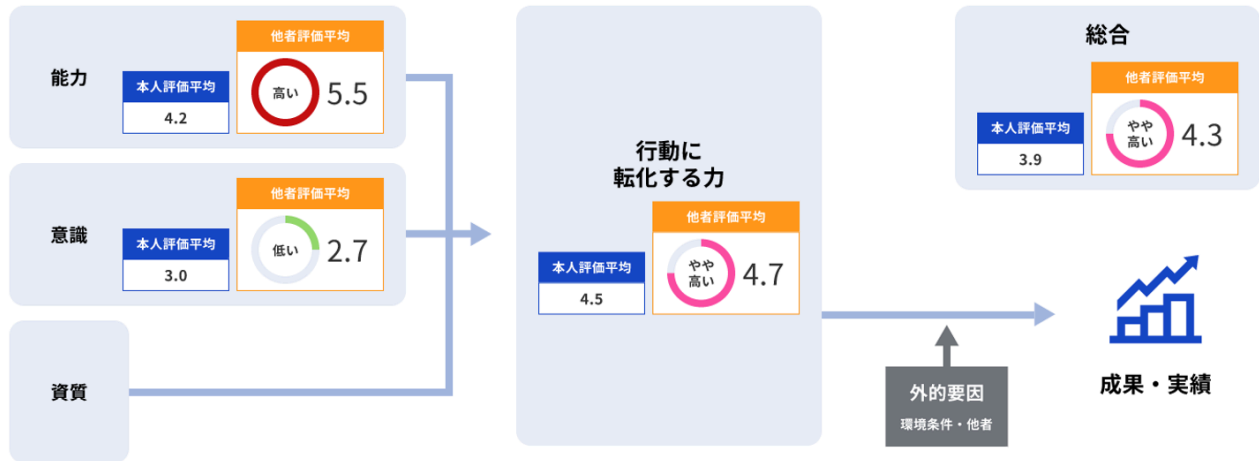 能力
本人評価平均
4.2
他者評価平均
高い
5.5
意識
本人評価平均
3.0
他者評価平均
低い
2.7
資質
行動に
転化する力
本人評価平均
4.5
他者評価平均
やや
高い
4.7
総合
本人評価平均
3.9
他者評価平均
やや
高い
4.3
外的要因
環境条件・他者
成果・実績